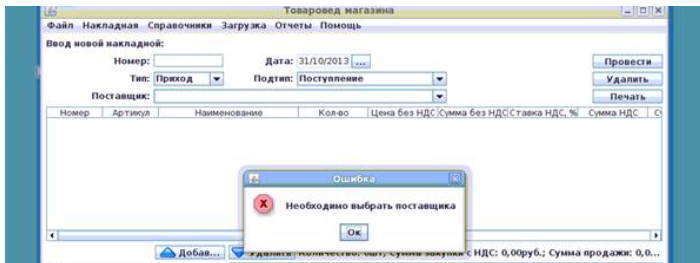 Товаровед магазина
Файл Накладная Справочники Загрузка Отчеты Помощь
Ввод новой накладной:
Номер: Дата: 31/10/2013 ... Провести
Тип: Приход Подтип: Поступление Удалить
Поставщик: Печать
Номер Артикул Наименование Кол-во Цена без НДС Сумма без НДС Ставка НДС, % Сумма НДС
Ошибка
Необходимо выбрать поставщика
Ок
Добав... Удалить Количество: 0шт, Сумма закупки с НДС: 0,00руб.; Сумма продажи: 0,0...